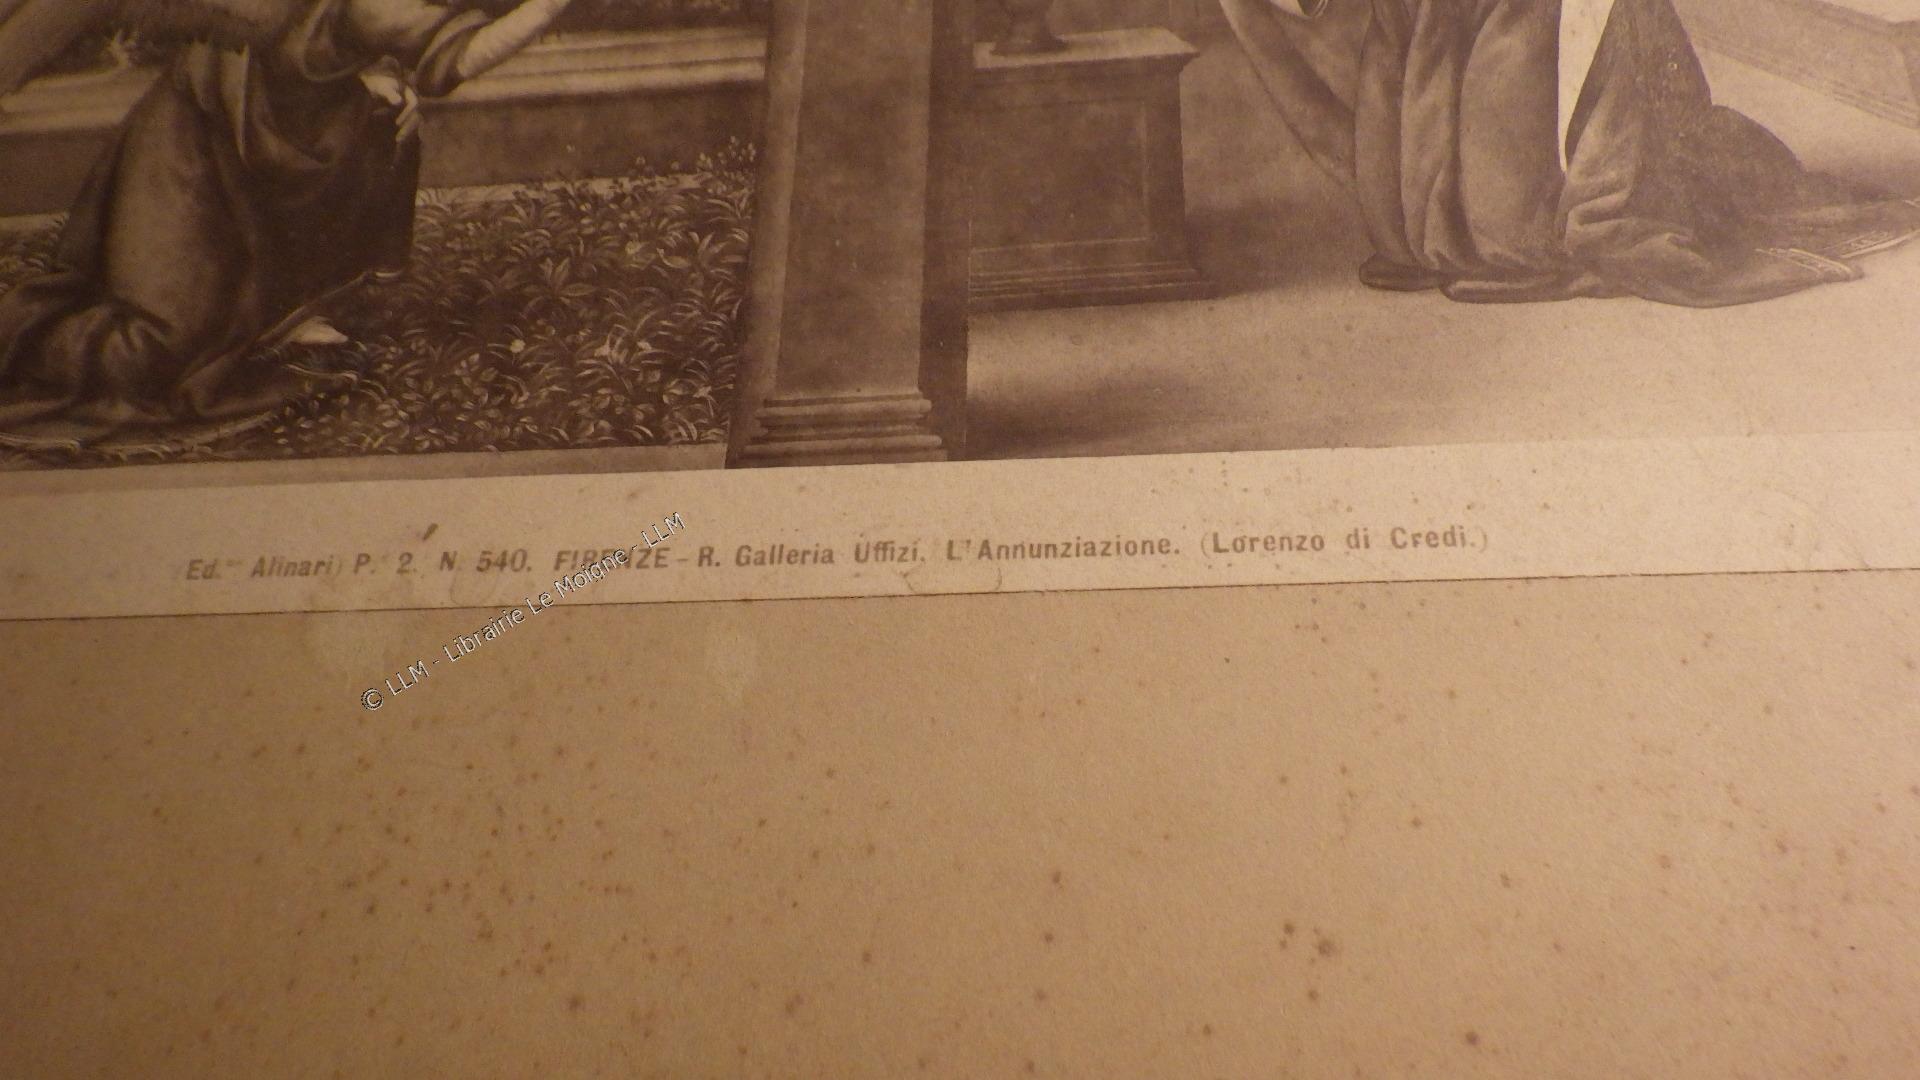 Ed.ne Alinari) P. 2. N. 540. FIRENZE - R. Galleria Uffizi. L'Annunziazione. (Lorenzo di Credi.)
© LLM - Librairie Le Moigne - LLM